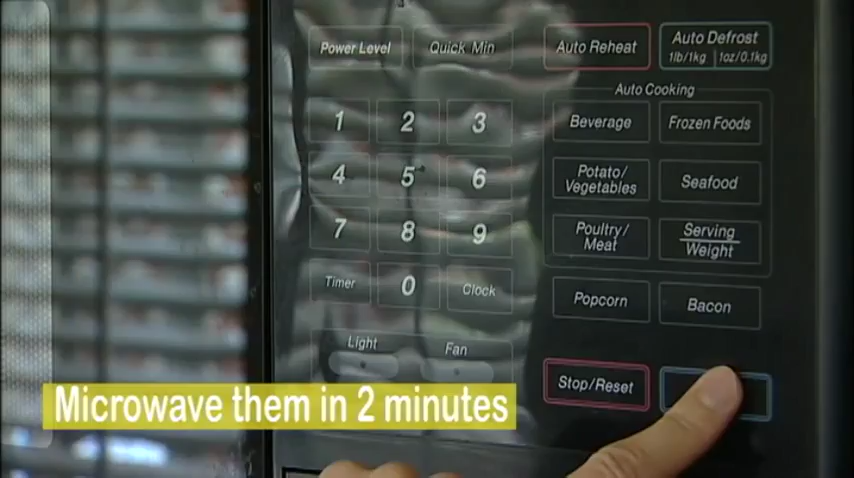 Power Level
Quick Min
Auto Reheat
Auto Defrost
1lb/1kg | 1oz/0.1kg
Auto Cooking
1
2
3
Beverage
Frozen Foods
4
5
6
Potato/
Vegetables
Seafood
7
8
9
Poultry/
Meat
Serving
Weight
Timer
0
Clock
Popcorn
Bacon
Light
Fan
Stop/Reset
Microwave them in 2 minutes